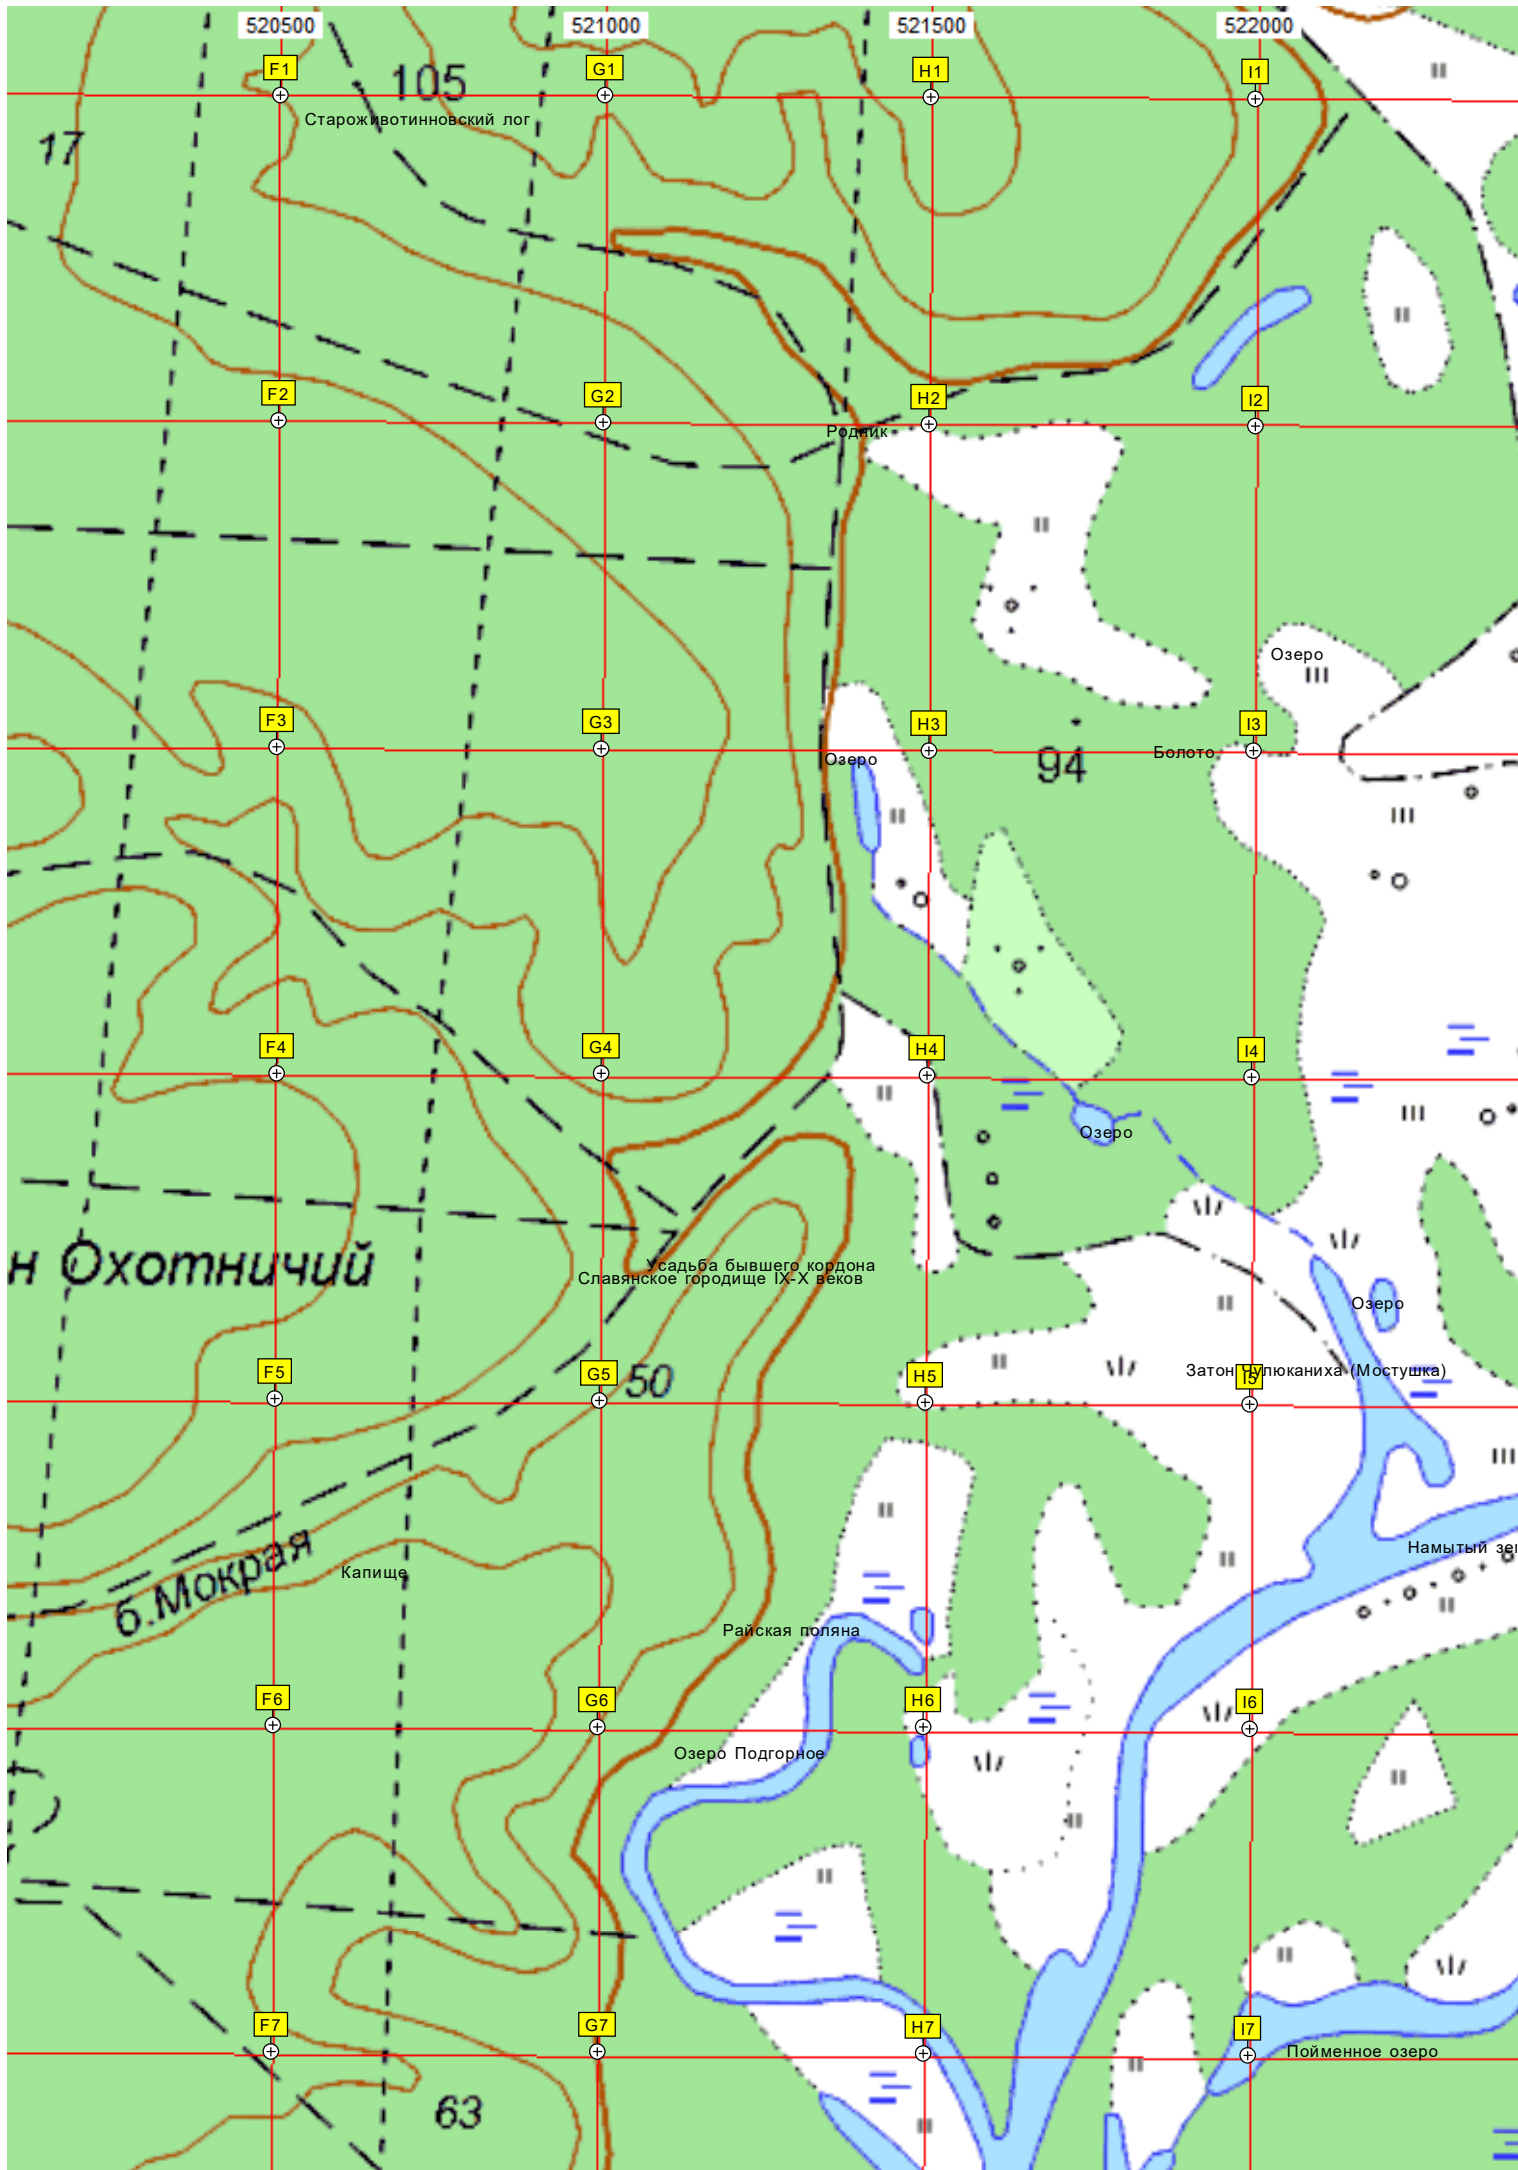 520500 521000 521500 522000
F1 G1 H1 I1
105
Староживотинновский лог
17
F2 G2 H2 I2
Родник
Озеро
F3 G3 H3 I3
Болото
Озеро
94
F4 G4 H4 I4
Озеро
н Охотничий
Усадьба бывшего кордона
Славянское городище IX-X веков
Озеро
F5 G5 H5 I5
Затон Чулюканиха (Мостушка)
50
Намытый зе
б.Мокрая
Капище
Райская поляна
F6 G6 H6 I6
Озеро Подгорное
F7 G7 H7 I7
Пойменное озеро
63